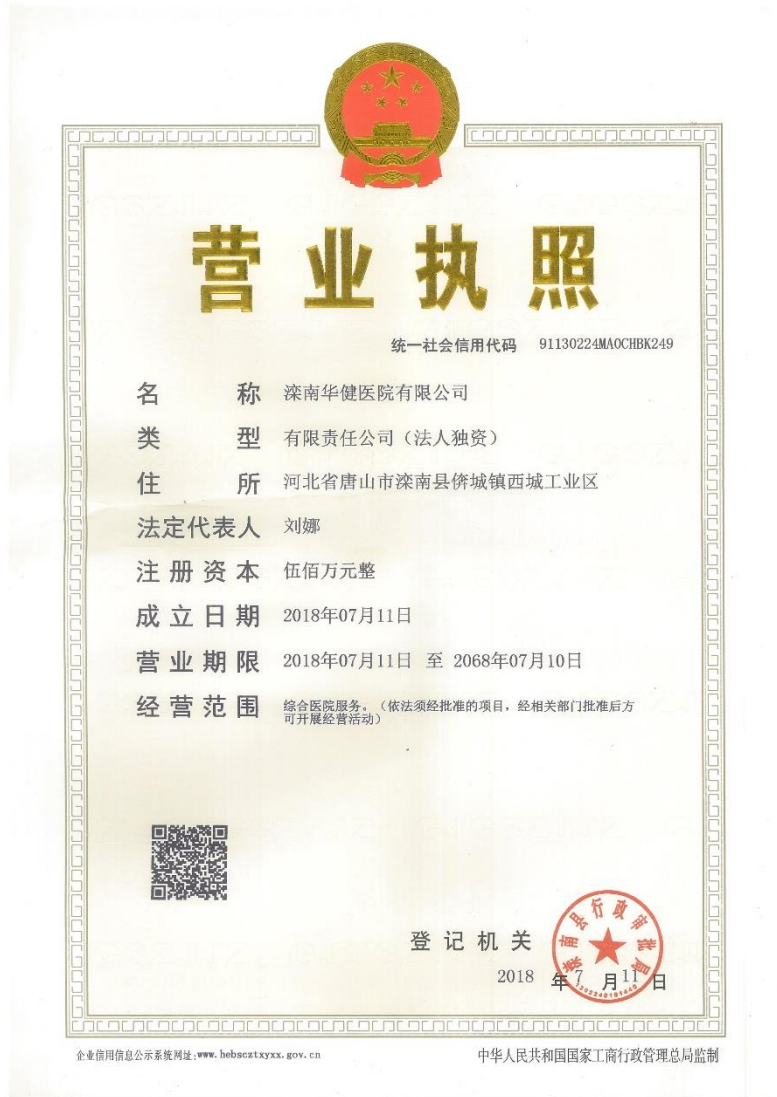 营业执照
统一社会信用代码 91130224MA0CHBK249
名称 滦南华健医院有限公司
类型 有限责任公司（法人独资）
住所 河北省唐山市滦南县倴城镇西城工业区
法定代表人 刘娜
注册资本 伍佰万元整
成立日期 2018年07月11日
营业期限 2018年07月11日 至 2068年07月10日
经营范围 综合医院服务。（依法须经批准的项目，经相关部门批准后方
可开展经营活动）
滦南县行政审批局
登记机关
2018 年 7 月 11 日
企业信用信息公示系统网址：www.hebscztxyxx.gov.cn
中华人民共和国国家工商行政管理总局监制